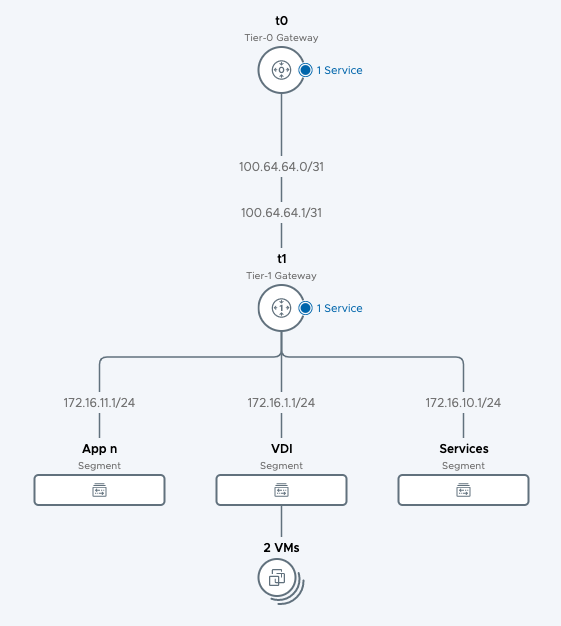 t0
Tier-0 Gateway
0
1 Service
100.64.64.0/31
100.64.64.1/31
t1
Tier-1 Gateway
1
1 Service
172.16.11.1/24
172.16.1.1/24
172.16.10.1/24
App n
VDI
Services
Segment
Segment
Segment
2 VMs